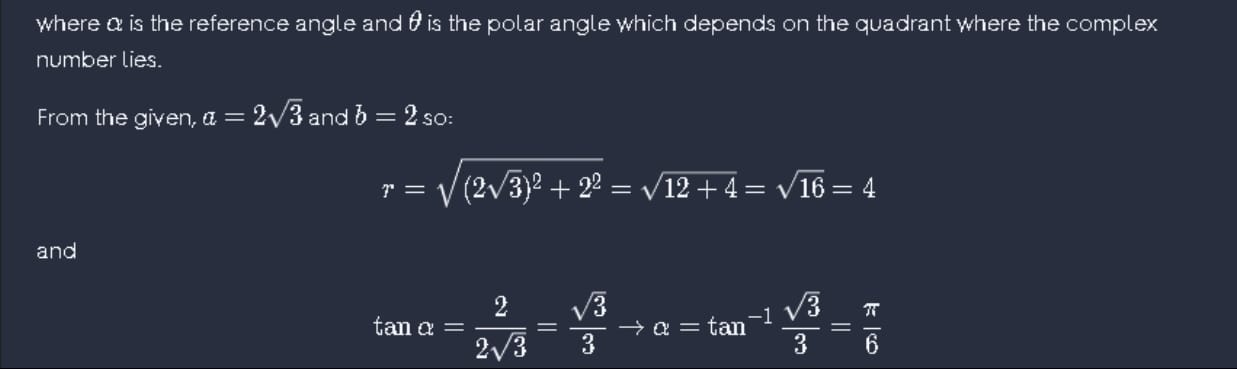 where α is the reference angle and θ is the polar angle which depends on the quadrant where the complex
number lies.
From the given, a = 2√3 and b = 2 so:
r = √((2√3)² + 2²) = √(12 + 4) = √16 = 4
and
tan α = 2/(2√3) = √3/3 → α = tan⁻¹ √3/3 = π/6